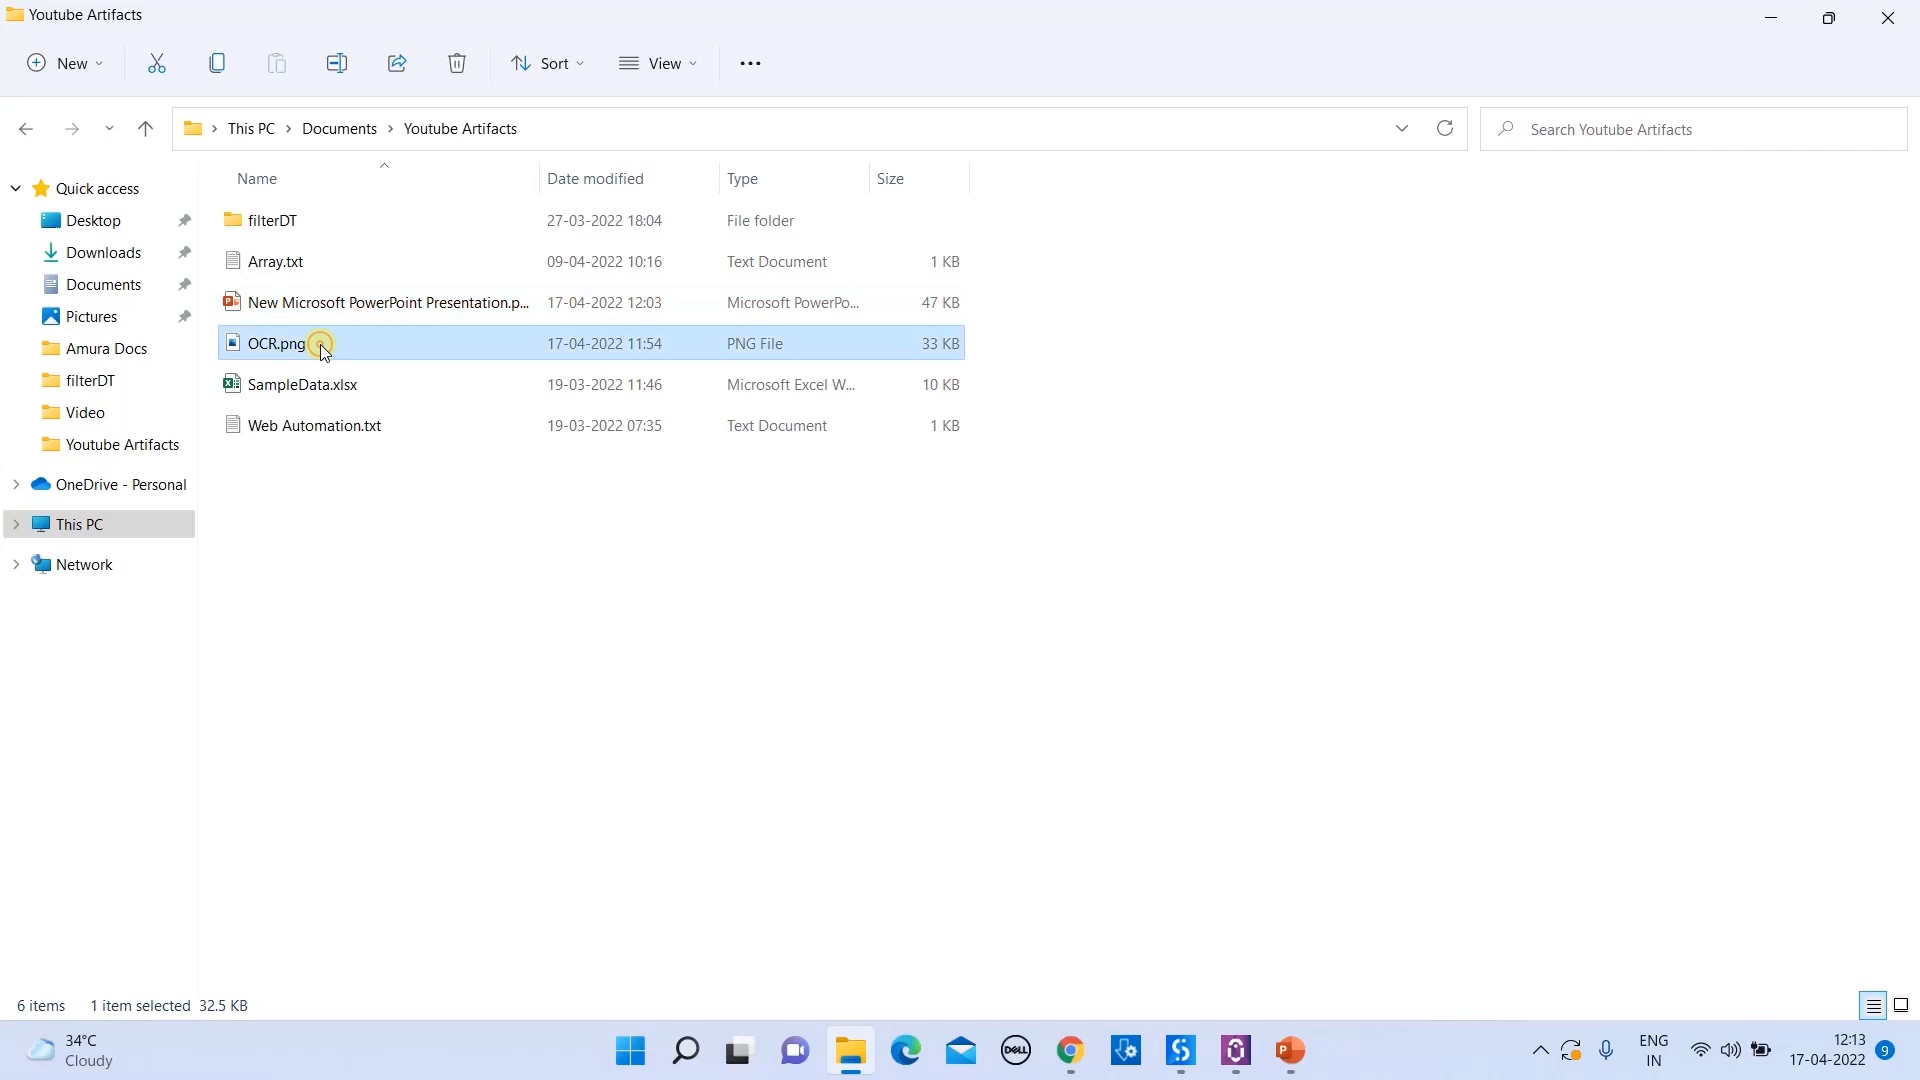 Youtube Artifacts
New
Sort
View
This PC
Documents
Youtube Artifacts
Search Youtube Artifacts
Name Date modified Type Size
filterDT 27-03-2022 18:04 File folder
Array.txt 09-04-2022 10:16 Text Document 1 KB
New Microsoft PowerPoint Presentation.p... 17-04-2022 12:03 Microsoft PowerPo... 47 KB
OCR.png 17-04-2022 11:54 PNG File 33 KB
SampleData.xlsx 19-03-2022 11:46 Microsoft Excel W... 10 KB
Web Automation.txt 19-03-2022 07:35 Text Document 1 KB
Quick access
Desktop
Downloads
Documents
Pictures
Amura Docs
filterDT
Video
Youtube Artifacts
OneDrive - Personal
This PC
Network
6 items 1 item selected 32.5 KB
34°C
Cloudy
DELL
ENG
IN
12:13
17-04-2022
9